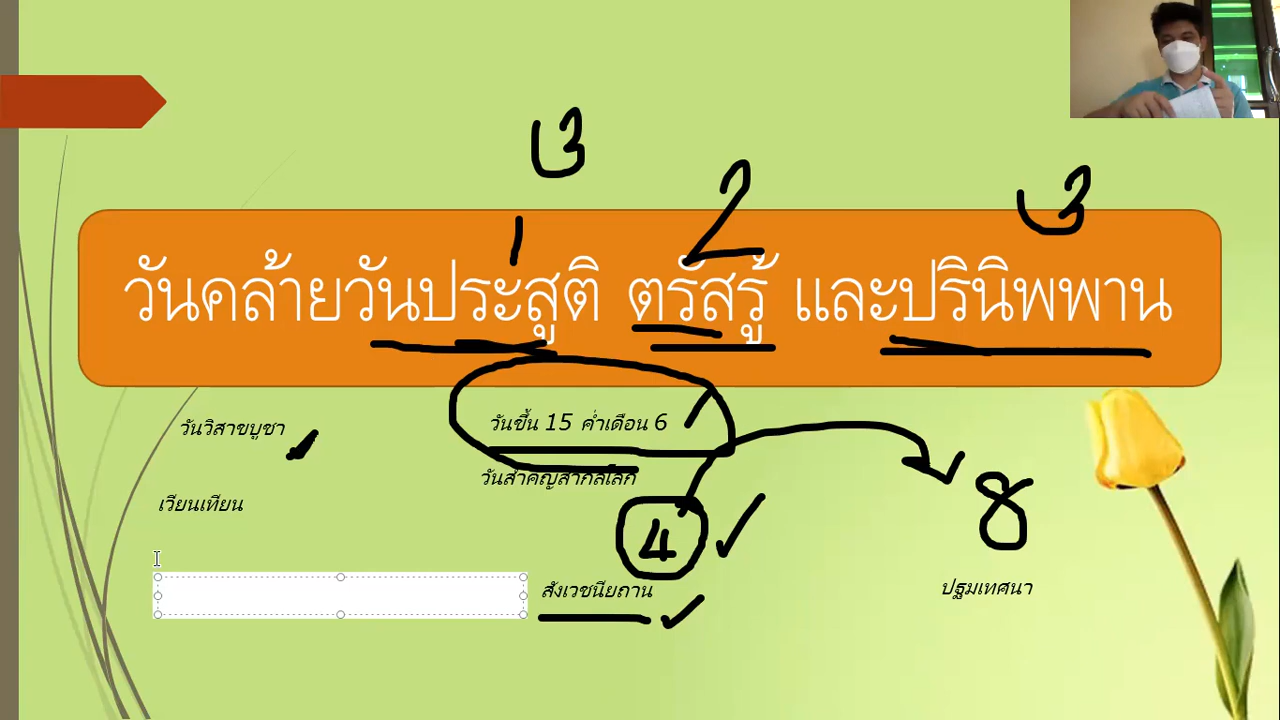 ๓
1 2 ๓
วันคล้ายวันประสูติ ตรัสรู้ และปรินิพพาน
วันวิสาขบูชา
วันขึ้น 15 ค่ำเดือน 6
วันสำคัญสากลโลก
เวียนเทียน
4
8
สังเวชนียถาน
ปฐมเทศนา